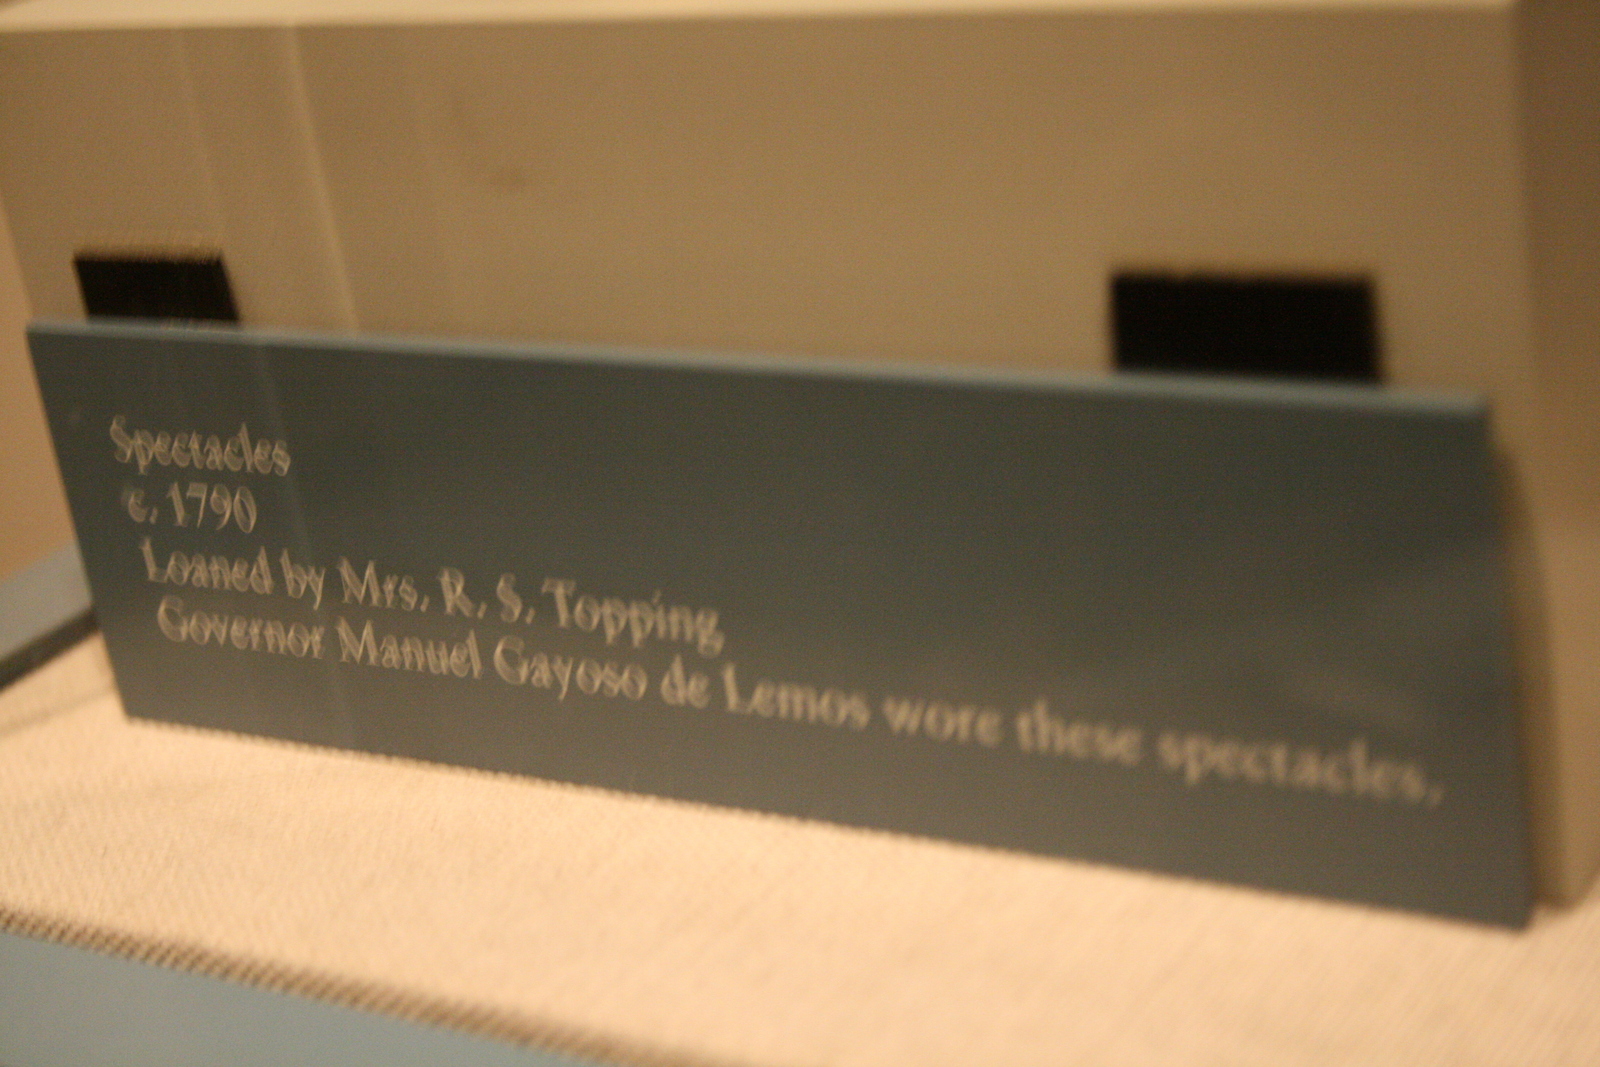 Spectacles
c. 1790
Loaned by Mrs. R. S. Topping
Governor Manuel Gayoso de Lemos wore these spectacles.